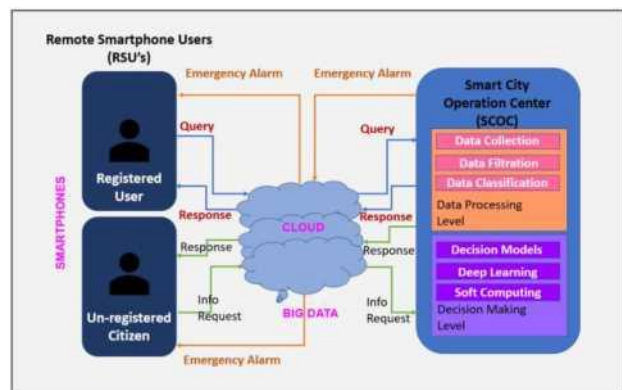 Remote Smartphone Users
(RSU's)
Emergency Alarm
Emergency Alarm
Smart City
Operation Center
(SCOC)
Query
Query
Data Collection
Data Filtration
Data Classification
Data Processing
Level
Registered
User
SMARTPHONES
Response
CLOUD
Response
Response
Response
Decision Models
Deep Learning
Soft Computing
Decision Making
Level
Un-registered
Citizen
Info
Request
BIG DATA
Info
Request
Emergency Alarm